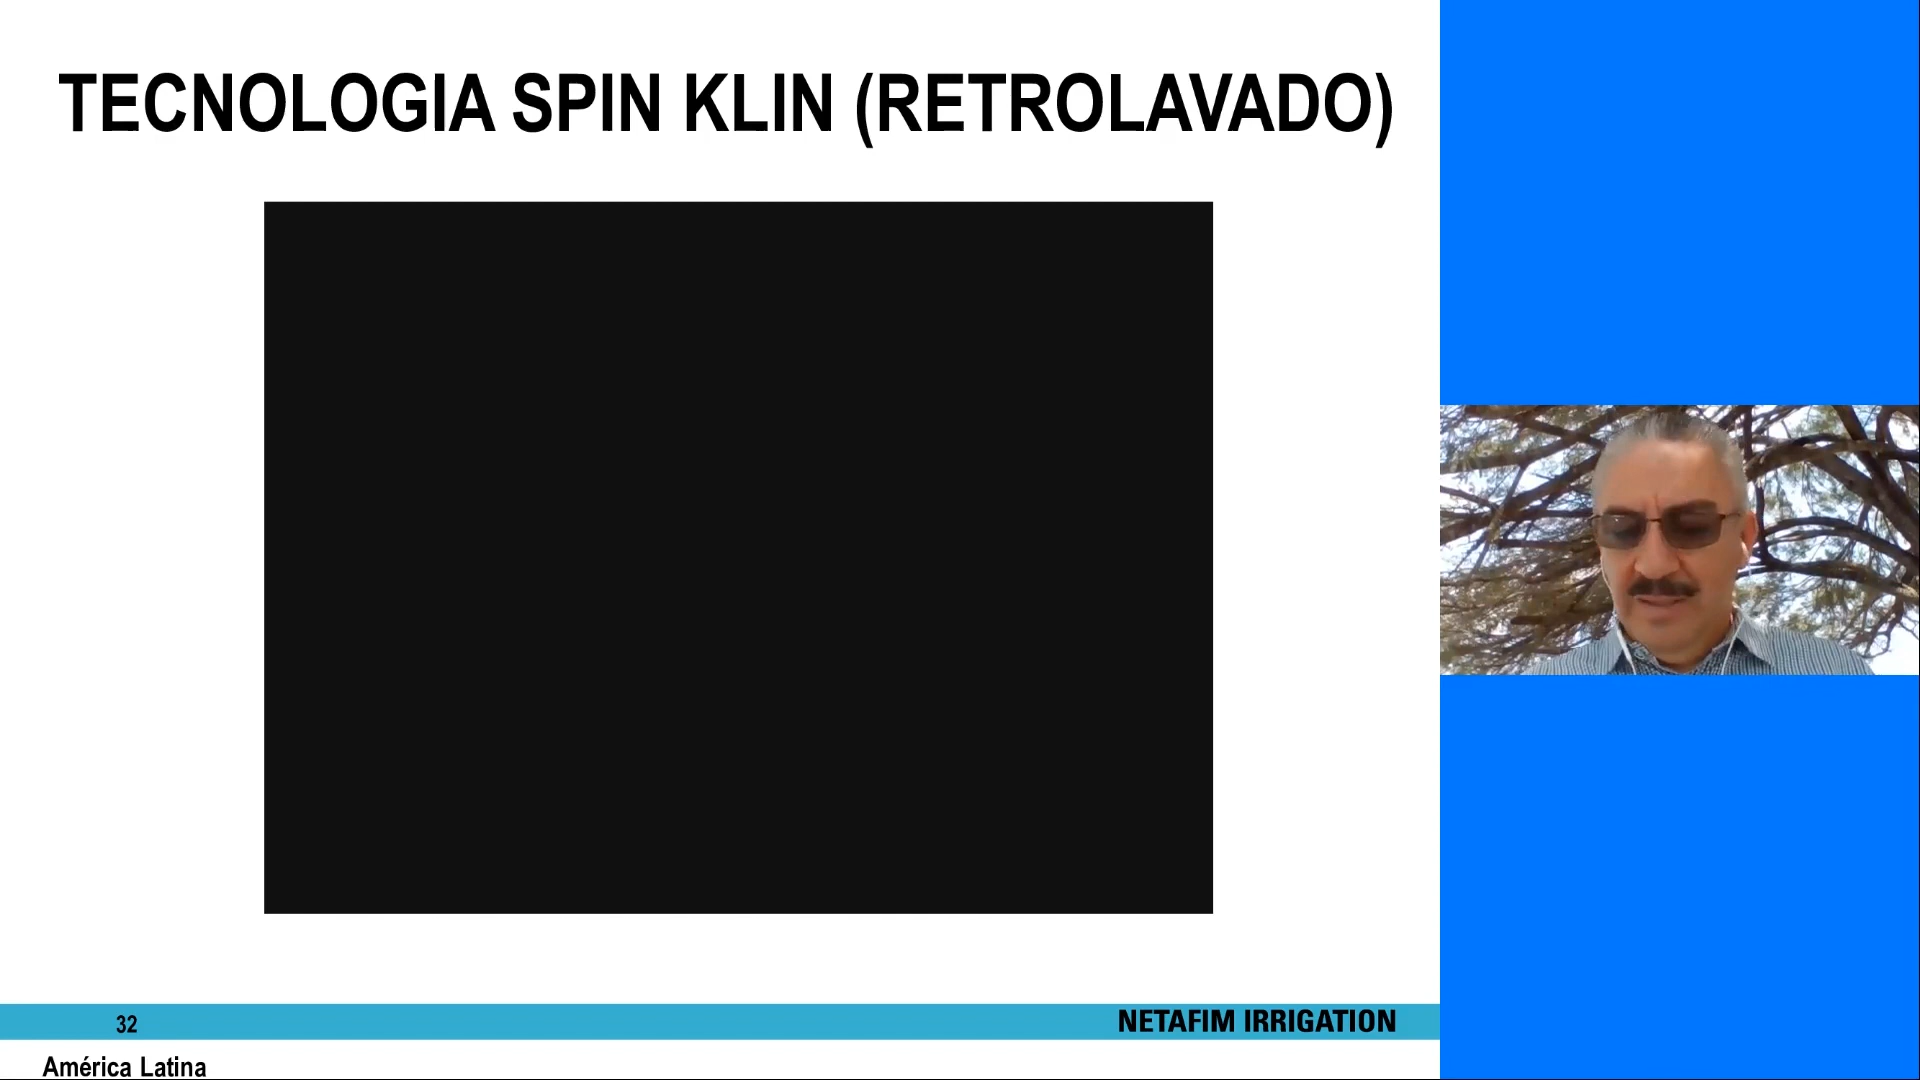 TECNOLOGIA SPIN KLIN (RETROLAVADO)
32
NETAFIM IRRIGATION
América Latina